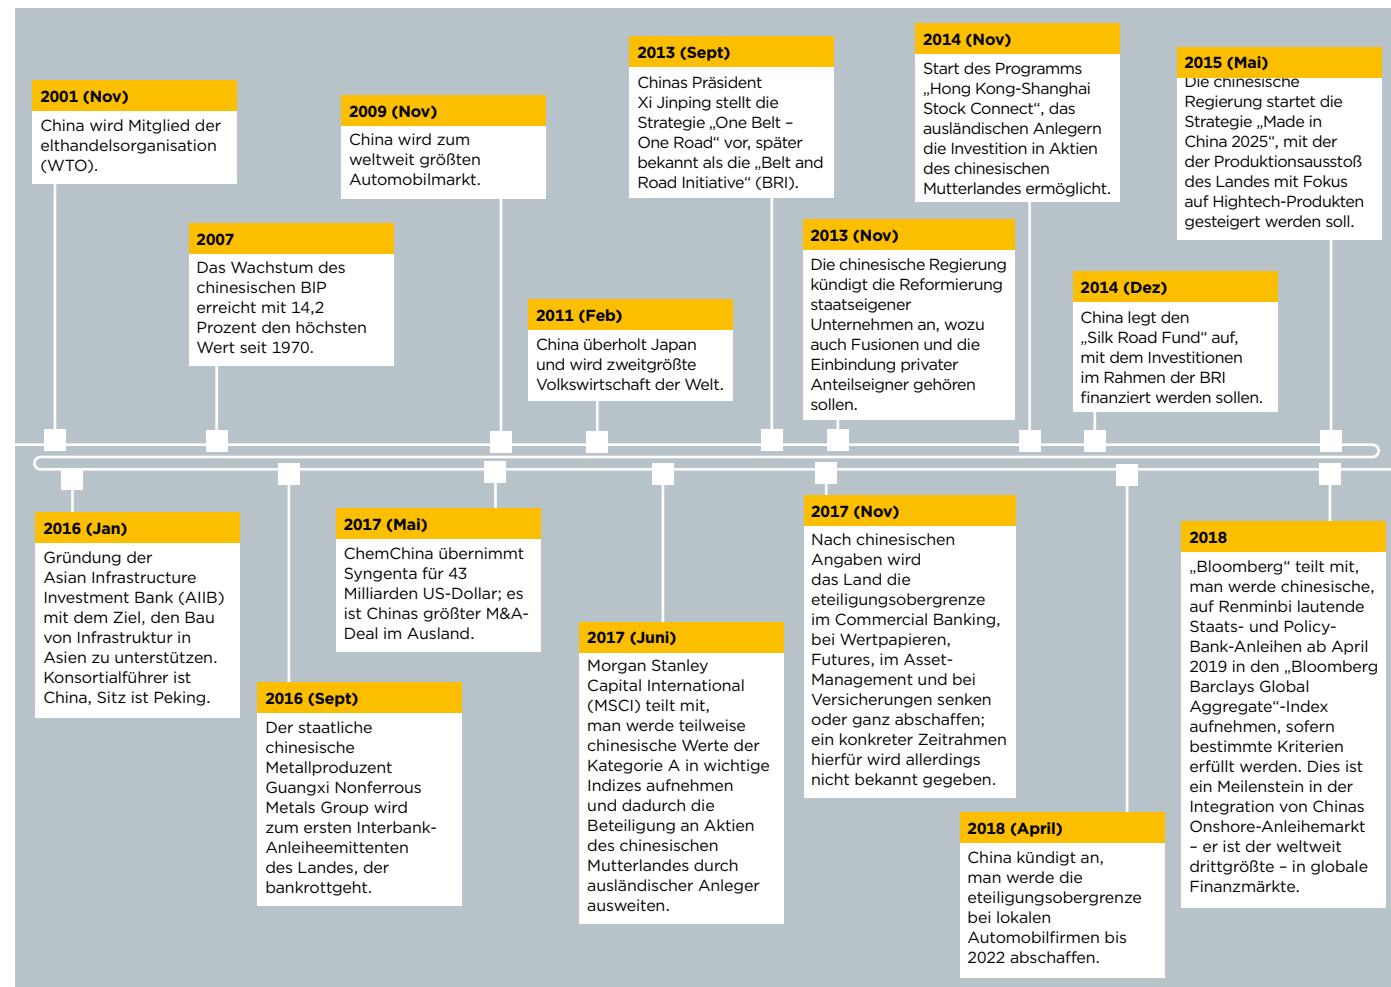 2001 (Nov)
China wird Mitglied der
elthandelsorganisation
(WTO).
2007
Das Wachstum des
chinesischen BIP
erreicht mit 14,2
Prozent den höchsten
Wert seit 1970.
2009 (Nov)
China wird zum
weltweit größten
Automobilmarkt.
2011 (Feb)
China überholt Japan
und wird zweitgrößte
Volkswirtschaft der Welt.
2013 (Sept)
Chinas Präsident
Xi Jinping stellt die
Strategie „One Belt –
One Road“ vor, später
bekannt als die „Belt and
Road Initiative“ (BRI).
2013 (Nov)
Die chinesische Regierung
kündigt die Reformierung
staatseigener
Unternehmen an, wozu
auch Fusionen und die
Einbindung privater
Anteilseigner gehören
sollen.
2014 (Nov)
Start des Programms
„Hong Kong-Shanghai
Stock Connect“, das
ausländischen Anlegern
die Investition in Aktien
des chinesischen
Mutterlandes ermöglicht.
2014 (Dez)
China legt den
„Silk Road Fund“ auf,
mit dem Investitionen
im Rahmen der BRI
finanziert werden sollen.
2015 (Mai)
Die chinesische
Regierung startet die
Strategie „Made in
China 2025“, mit der
der Produktionsausstoß
des Landes mit Fokus
auf Hightech-Produkten
gesteigert werden soll.
2016 (Jan)
Gründung der
Asian Infrastructure
Investment Bank (AIIB)
mit dem Ziel, den Bau
von Infrastruktur in
Asien zu unterstützen.
Konsortialführer ist
China, Sitz ist Peking.
2016 (Sept)
Der staatliche
chinesische
Metallproduzent
Guangxi Nonferrous
Metals Group wird
zum ersten Interbank-
Anleiheemittenten
des Landes, der
bankrottgeht.
2017 (Mai)
ChemChina übernimmt
Syngenta für 43
Milliarden US-Dollar; es
ist Chinas größter M&A-
Deal im Ausland.
2017 (Juni)
Morgan Stanley
Capital International
(MSCI) teilt mit,
man werde teilweise
chinesische Werte der
Kategorie A in wichtige
Indizes aufnehmen
und dadurch die
Beteiligung an Aktien
des chinesischen
Mutterlandes durch
ausländischer Anleger
ausweiten.
2017 (Nov)
Nach chinesischen
Angaben wird
das Land die
eteiligungsobergrenze
im Commercial Banking,
bei Wertpapieren,
Futures, im Asset-
Management und bei
Versicherungen senken
oder ganz abschaffen;
ein konkreter Zeitrahmen
hierfür wird allerdings
nicht bekannt gegeben.
2018 (April)
China kündigt an,
man werde die
eteiligungsobergrenze
bei lokalen
Automobilfirmen bis
2022 abschaffen.
2018
„Bloomberg“ teilt mit,
man werde chinesische,
auf Renminbi lautende
Staats- und Policy-
Bank-Anleihen ab April
2019 in den „Bloomberg
Barclays Global
Aggregate“-Index
aufnehmen, sofern
bestimmte Kriterien
erfüllt werden. Dies ist
ein Meilenstein in der
Integration von Chinas
Onshore-Anleihemarkt
– er ist der weltweit
drittgrößte – in globale
Finanzmärkte.